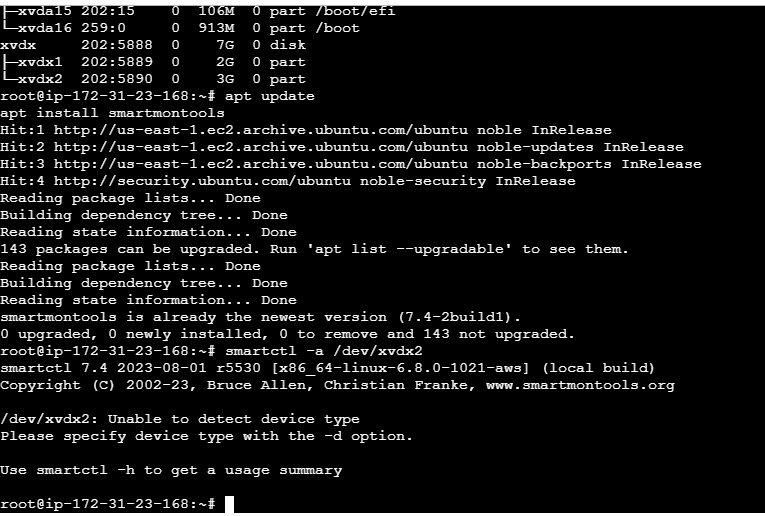 ├─xvda15 202:15    0  106M  0 part /boot/efi
└─xvda16 259:0     0  913M  0 part /boot
xvdx     202:5888  0    7G  0 disk
├─xvdx1  202:5889  0    2G  0 part
└─xvdx2  202:5890  0    3G  0 part
root@ip-172-31-23-168:~# apt update
apt install smartmontools
Hit:1 http://us-east-1.ec2.archive.ubuntu.com/ubuntu noble InRelease
Hit:2 http://us-east-1.ec2.archive.ubuntu.com/ubuntu noble-updates InRelease
Hit:3 http://us-east-1.ec2.archive.ubuntu.com/ubuntu noble-backports InRelease
Hit:4 http://security.ubuntu.com/ubuntu noble-security InRelease
Reading package lists... Done
Building dependency tree... Done
Reading state information... Done
143 packages can be upgraded. Run 'apt list --upgradable' to see them.
Reading package lists... Done
Building dependency tree... Done
Reading state information... Done
smartmontools is already the newest version (7.4-2build1).
0 upgraded, 0 newly installed, 0 to remove and 143 not upgraded.
root@ip-172-31-23-168:~# smartctl -a /dev/xvdx2
smartctl 7.4 2023-08-01 r5530 [x86_64-linux-6.8.0-1021-aws] (local build)
Copyright (C) 2002-23, Bruce Allen, Christian Franke, www.smartmontools.org

/dev/xvdx2: Unable to detect device type
Please specify device type with the -d option.

Use smartctl -h to get a usage summary

root@ip-172-31-23-168:~#